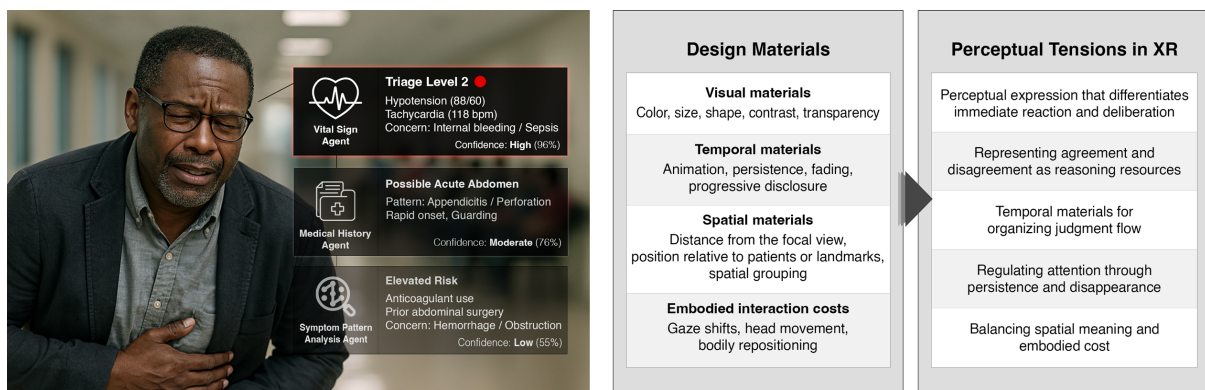 Vital Sign
Agent
Triage Level 2
Hypotension (88/60)
Tachycardia (118 bpm)
Concern: Internal bleeding / Sepsis
Confidence: High (96%)
Medical History
Agent
Possible Acute Abdomen
Pattern: Appendicitis / Perforation
Rapid onset, Guarding
Confidence: Moderate (76%)
Symptom Pattern
Analysis Agent
Elevated Risk
Anticoagulant use
Prior abdominal surgery
Concern: Hemorrhage / Obstruction
Confidence: Low (55%)
Design Materials
Visual materials
Color, size, shape, contrast, transparency
Temporal materials
Animation, persistence, fading,
progressive disclosure
Spatial materials
Distance from the focal view,
position relative to patients or landmarks,
spatial grouping
Embodied interaction costs
Gaze shifts, head movement,
bodily repositioning
Perceptual Tensions in XR
Perceptual expression that differentiates
immediate reaction and deliberation
Representing agreement and
disagreement as reasoning resources
Temporal materials for
organizing judgment flow
Regulating attention through
persistence and disappearance
Balancing spatial meaning and
embodied cost